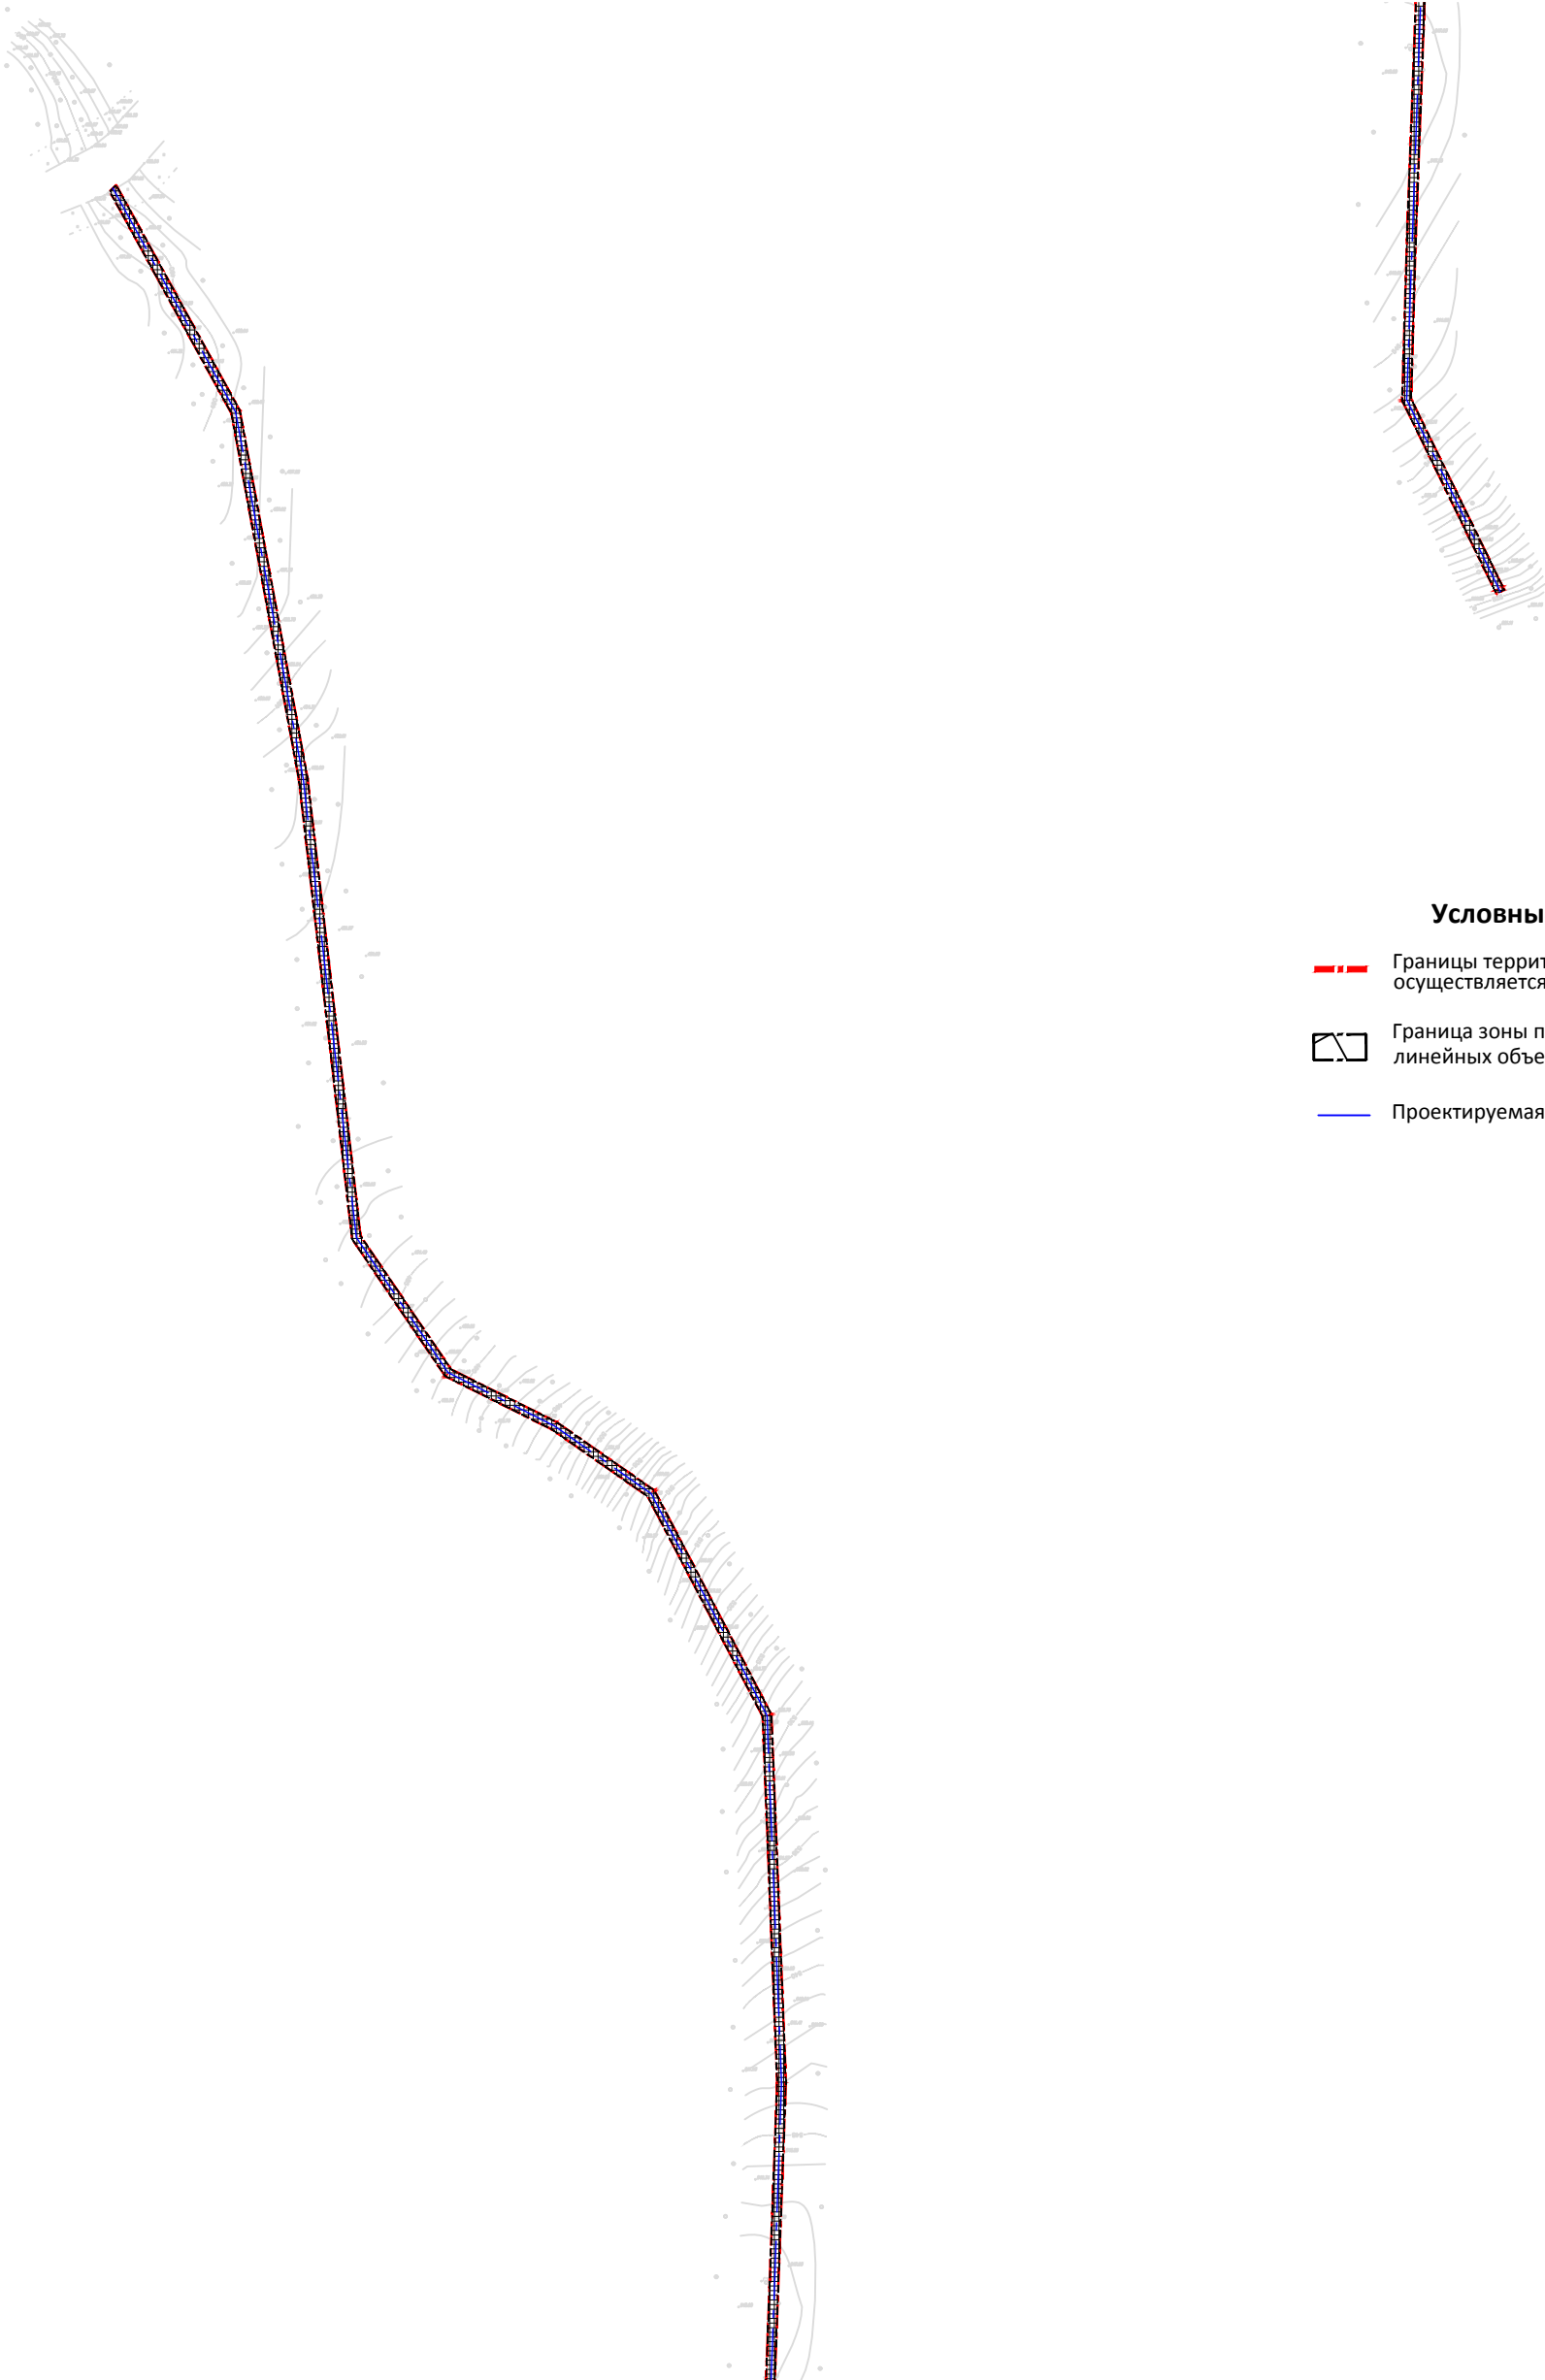 Условны
Границы террит
осуществляется
Граница зоны п
линейных объе
Проектируемая